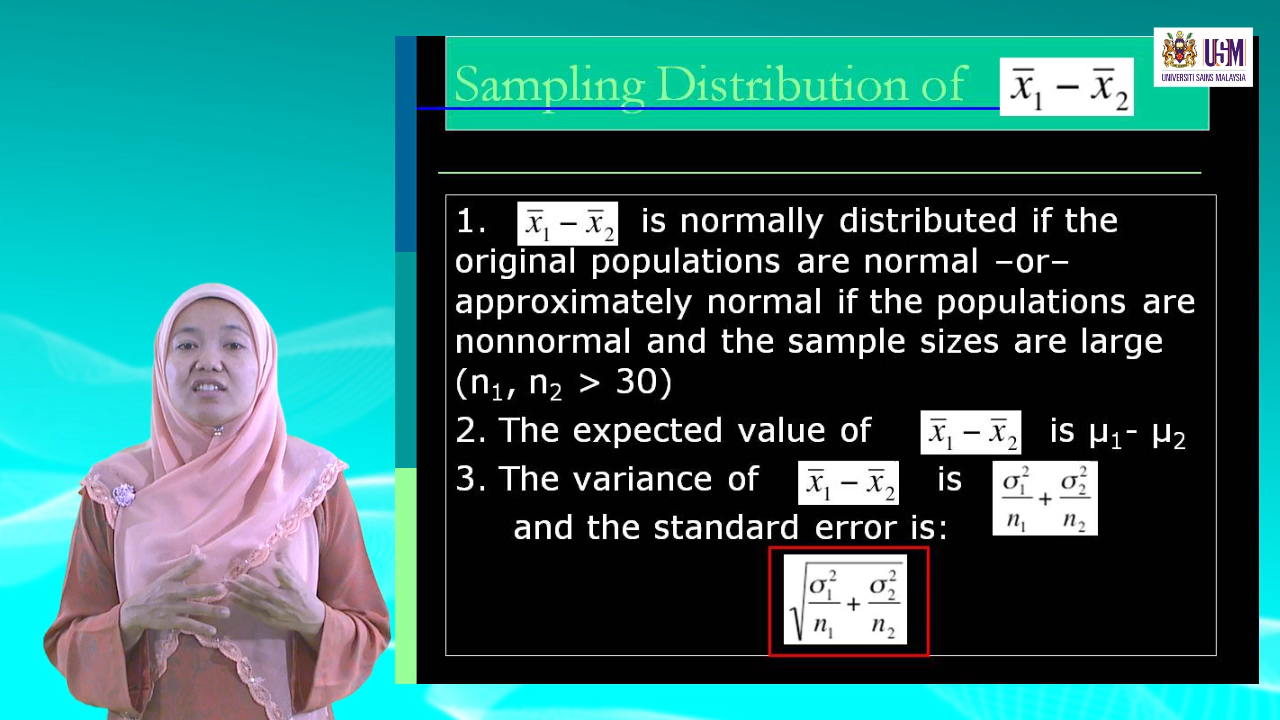 Sampling Distribution of x̄₁ − x̄₂
USM
UNIVERSITI SAINS MALAYSIA
1. x̄₁ − x̄₂ is normally distributed if the
original populations are normal –or–
approximately normal if the populations are
nonnormal and the sample sizes are large
(n₁, n₂ > 30)
2. The expected value of x̄₁ − x̄₂ is µ₁- µ₂
3. The variance of x̄₁ − x̄₂ is σ₁²/n₁ + σ₂²/n₂
and the standard error is:
√(σ₁²/n₁ + σ₂²/n₂)